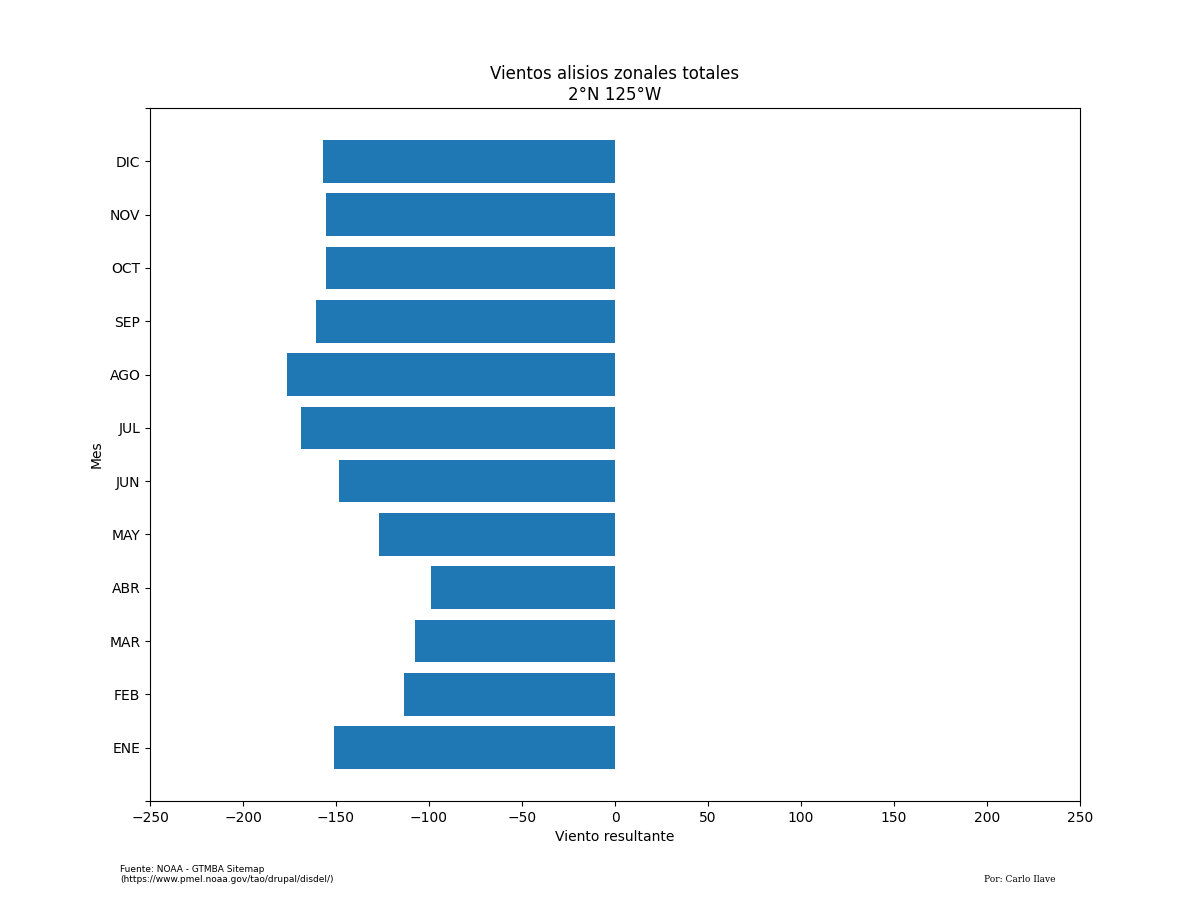 Vientos alisios zonales totales
2°N 125°W
DIC
NOV
OCT
SEP
AGO
JUL
JUN
MAY
ABR
MAR
FEB
ENE
Mes
−250 −200 −150 −100 −50 0 50 100 150 200 250
Viento resultante
Fuente: NOAA - GTMBA Sitemap
(https://www.pmel.noaa.gov/tao/drupal/disdel/)
Por: Carlo Ilave